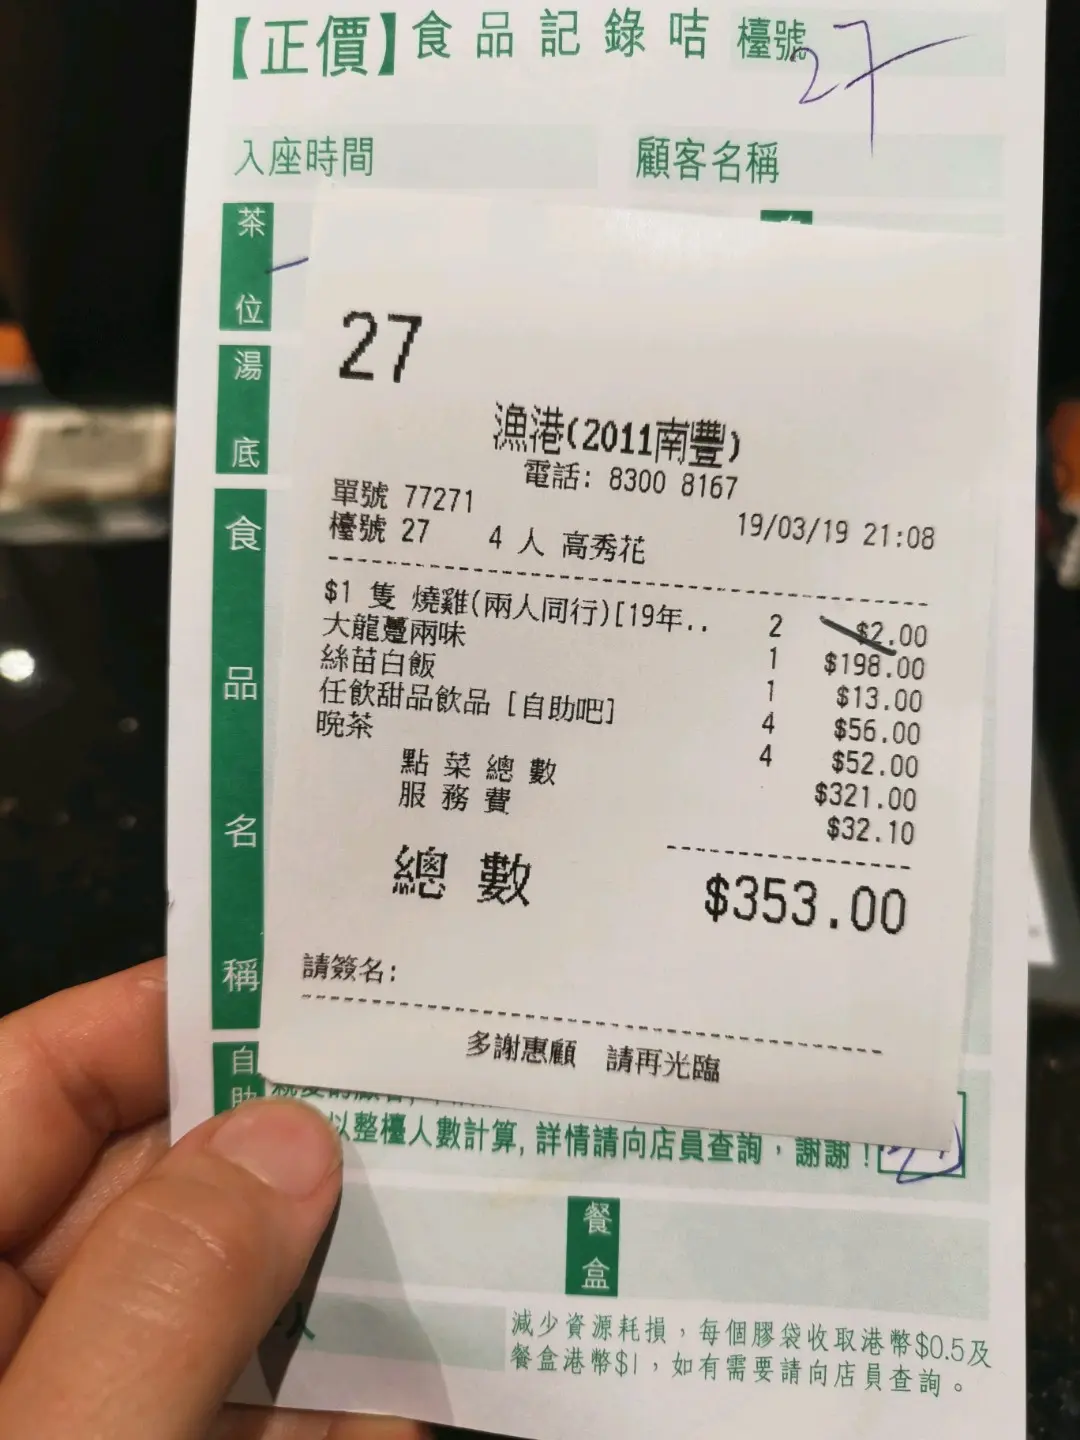 【正價】食品記錄咭 檯號 27
入座時間 顧客名稱
茶位
湯底
食品名稱
27
漁港(2011南豐)
電話: 8300 8167
單號 77271
19/03/19 21:08
檯號 27 4 人 高秀花
$1 隻 燒雞(兩人同行)[19年.. 2 $2.00
大龍躉兩味 1 $198.00
絲苗白飯 1 $13.00
任飲甜品飲品 [自助吧] 4 $56.00
晚茶 4 $52.00
點菜總數 $321.00
服務費 $32.10
總數 $353.00
請簽名:
多謝惠顧 請再光臨
自助
以整檯人數計算, 詳情請向店員查詢，謝謝！
餐盒
減少資源耗損，每個膠袋收取港幣$0.5及
餐盒港幣$1，如有需要請向店員查詢。